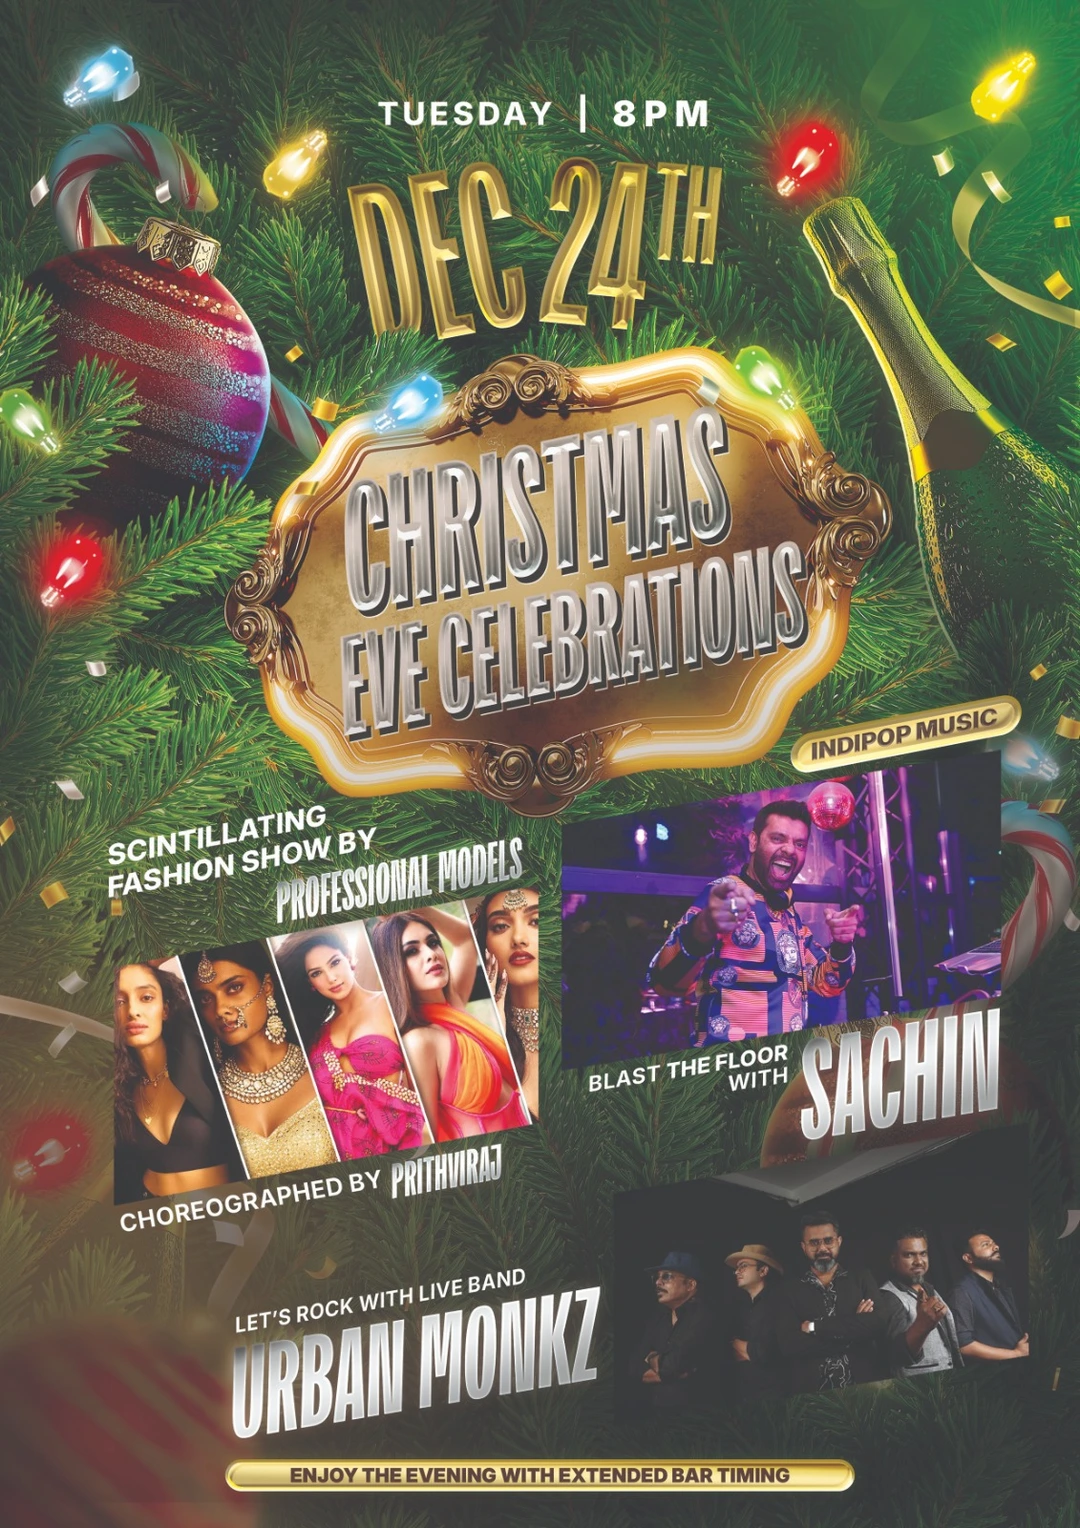 TUESDAY | 8PM
DEC 24TH
CHRISTMAS
EVE CELEBRATIONS
INDIPOP MUSIC
SCINTILLATING
FASHION SHOW BY
PROFESSIONAL MODELS
CHOREOGRAPHED BY PRITHVIRAJ
BLAST THE FLOOR
WITH SACHIN
LET'S ROCK WITH LIVE BAND
URBAN MONKZ
ENJOY THE EVENING WITH EXTENDED BAR TIMING